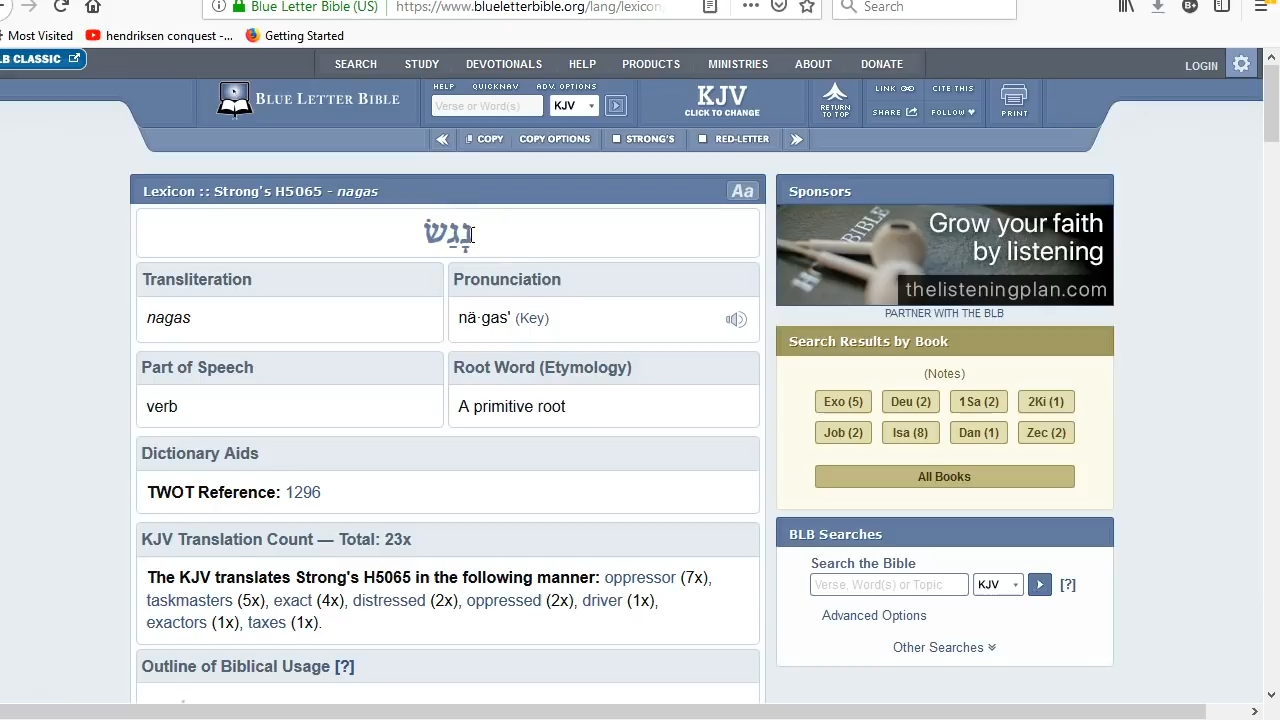 Blue Letter Bible (US) https://www.blueletterbible.org/lang/lexicon, Search
Most Visited hendriksen conquest -... Getting Started
LB CLASSIC
SEARCH STUDY DEVOTIONALS HELP PRODUCTS MINISTRIES ABOUT DONATE LOGIN
HELP QUICKNAV ADV. OPTIONS
BLUE LETTER BIBLE
Verse or Word(s) KJV
KJV
CLICK TO CHANGE
RETURN TO TOP
LINK CITE THIS
SHARE FOLLOW
PRINT
COPY COPY OPTIONS STRONG'S RED-LETTER
Lexicon :: Strong's H5065 - nagas Aa
נָגַשׂ
Transliteration
nagas
Pronunciation
nä·gas' (Key)
Part of Speech
verb
Root Word (Etymology)
A primitive root
Dictionary Aids
TWOT Reference: 1296
KJV Translation Count — Total: 23x
The KJV translates Strong's H5065 in the following manner: oppressor (7x),
taskmasters (5x), exact (4x), distressed (2x), oppressed (2x), driver (1x),
exactors (1x), taxes (1x).
Outline of Biblical Usage [?]
Sponsors
BIBLE
Grow your faith
by listening
thelisteningplan.com
PARTNER WITH THE BLB
Search Results by Book
(Notes)
Exo (5) Deu (2) 1Sa (2) 2Ki (1)
Job (2) Isa (8) Dan (1) Zec (2)
All Books
BLB Searches
Search the Bible
Verse, Word(s) or Topic KJV [?]
Advanced Options
Other Searches